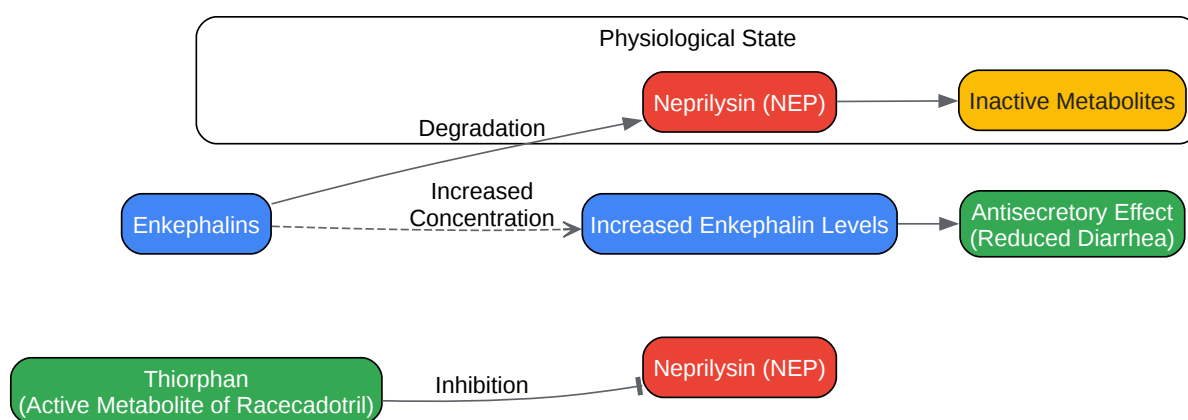 Physiological State
Neprilysin (NEP)
Inactive Metabolites
Degradation
Increased
Concentration
Enkephalins
Increased Enkephalin Levels
Antisecretory Effect
(Reduced Diarrhea)
Thiorphan
(Active Metabolite of Racecadotril)
Inhibition
Neprilysin (NEP)